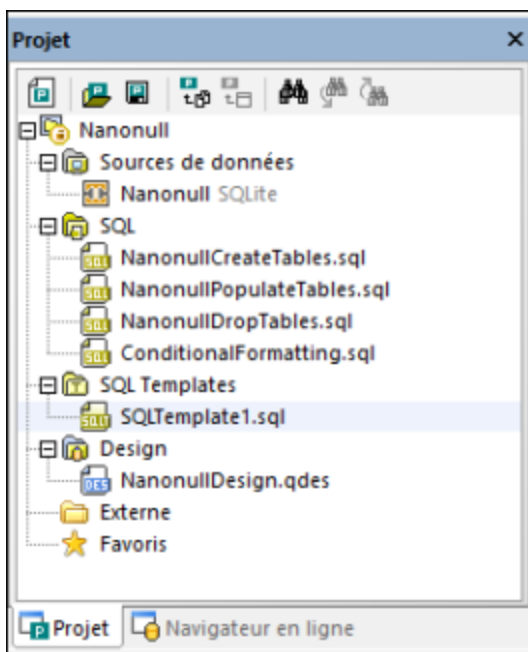 Projet
Nanonull
Sources de données
Nanonull SQLite
SQL
NanonullCreateTables.sql
NanonullPopulateTables.sql
NanonullDropTables.sql
ConditionalFormatting.sql
SQL Templates
SQLTemplate1.sql
Design
NanonullDesign.qdes
Externe
Favoris
Projet Navigateur en ligne